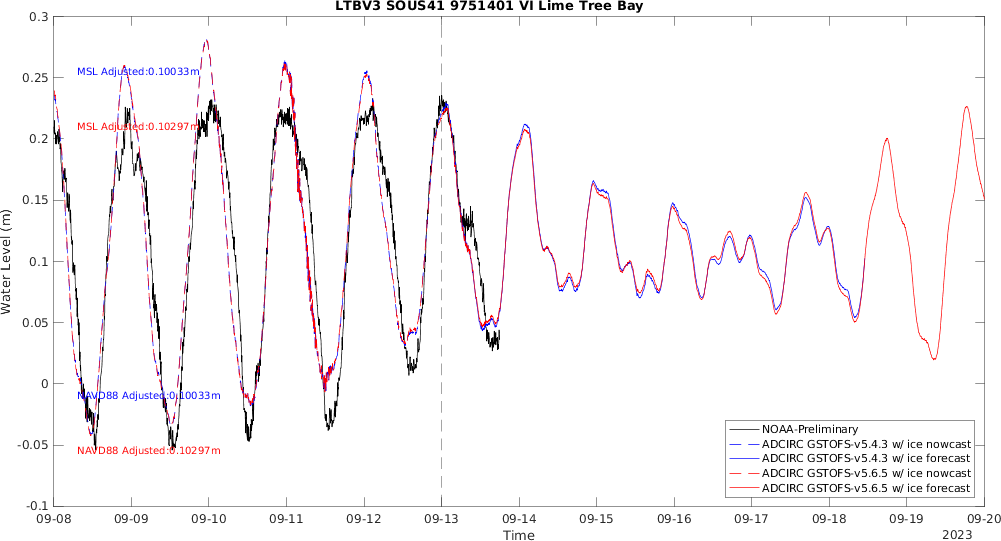 LTBV3 SOUS41 9751401 VI Lime Tree Bay
0.3
0.25
0.2
0.15
0.1
0.05
0
-0.05
-0.1
Water Level (m)
MSL Adjusted:0.10033m
MSL Adjusted:0.10297m
NAVD88 Adjusted:0.10033m
NAVD88 Adjusted:0.10297m
NOAA-Preliminary
ADCIRC GSTOFS-v5.4.3 w/ ice nowcast
ADCIRC GSTOFS-v5.4.3 w/ ice forecast
ADCIRC GSTOFS-v5.6.5 w/ ice nowcast
ADCIRC GSTOFS-v5.6.5 w/ ice forecast
09-08 09-09 09-10 09-11 09-12 09-13 09-14 09-15 09-16 09-17 09-18 09-19 09-20
Time
2023